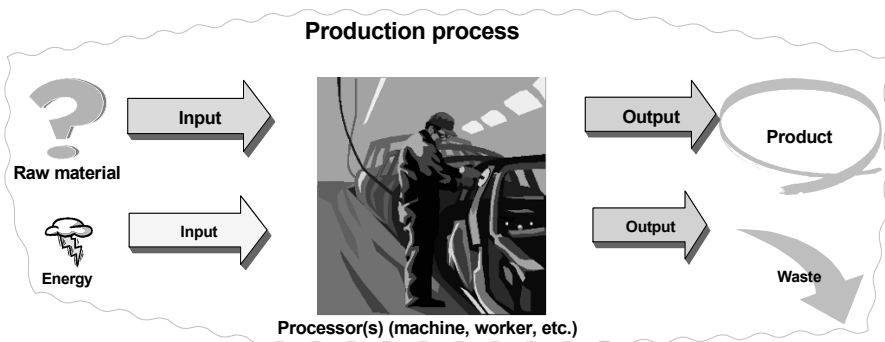 Production process
Input
Output
Product
Raw material
Input
Output
Energy
Waste
Processor(s) (machine, worker, etc.)